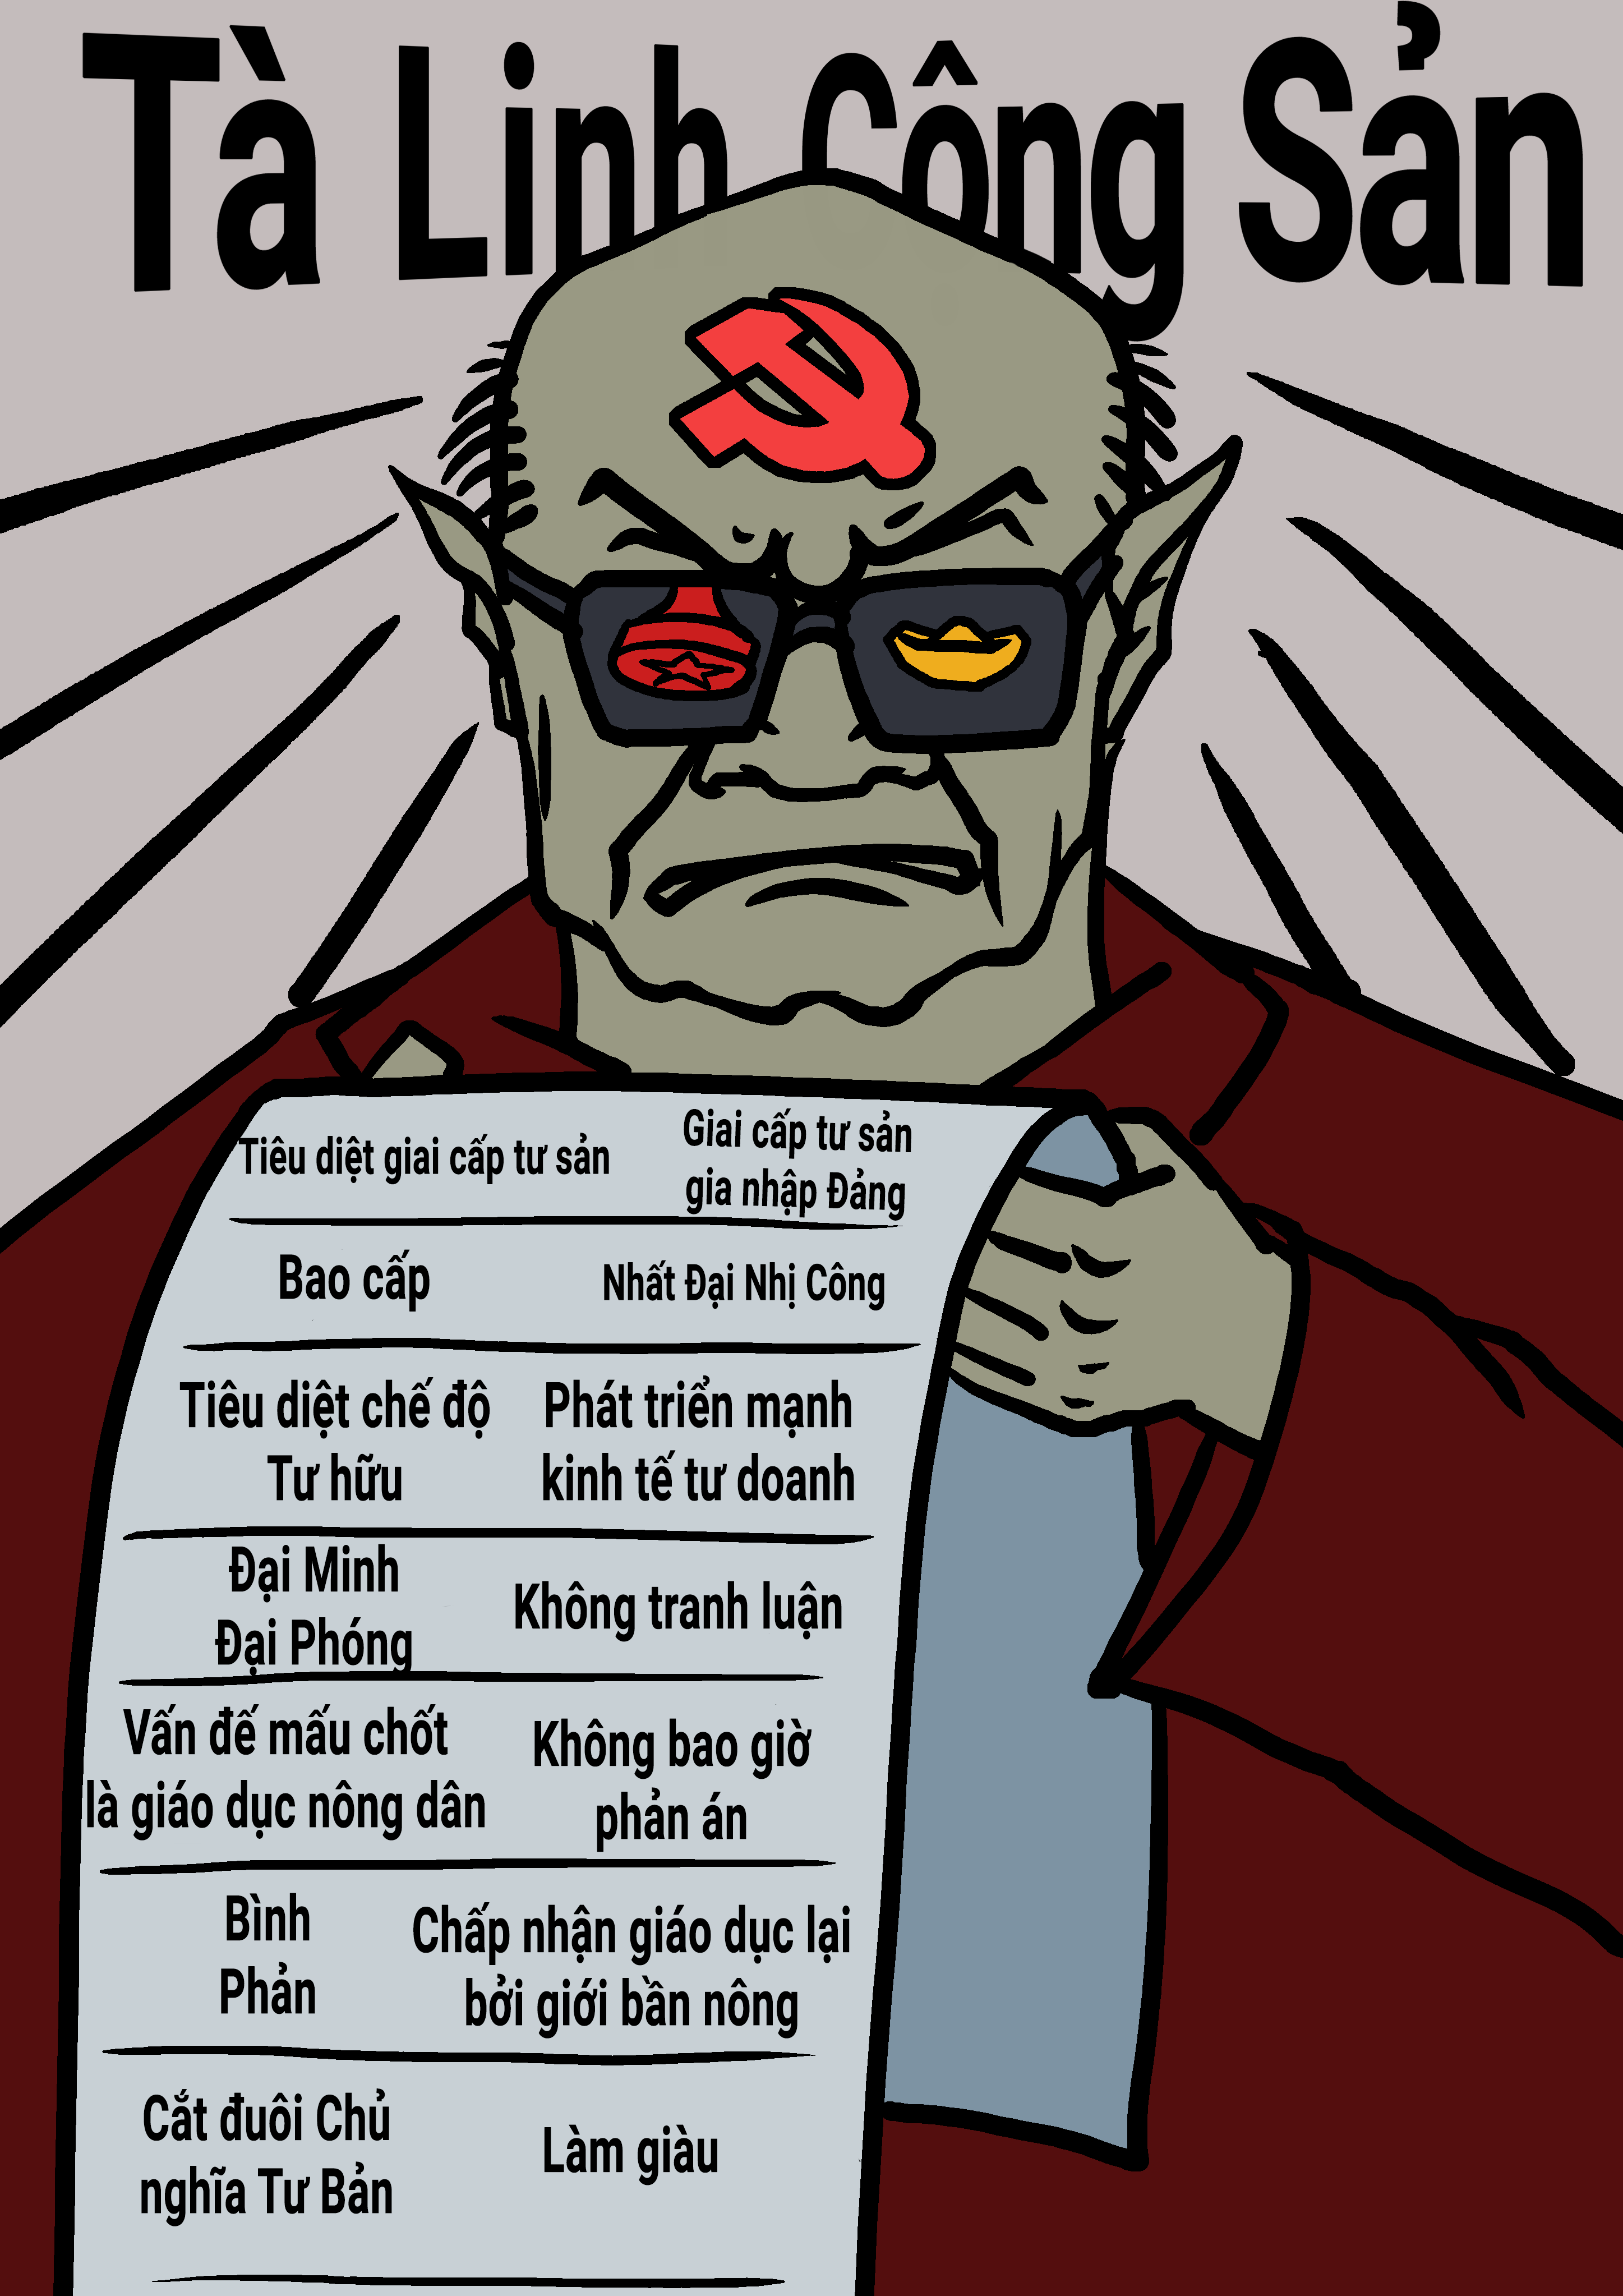 Tà Linh Cộng Sản
Tiêu diệt giai cấp tư sản
Giai cấp tư sản
gia nhập Đảng
Bao cấp
Nhất Đại Nhị Công
Tiêu diệt chế độ
Tư hữu
Phát triển mạnh
kinh tế tư doanh
Đại Minh
Đại Phóng
Không tranh luận
Vấn đế mấu chốt
là giáo dục nông dân
Không bao giờ
phản án
Bình
Phản
Chấp nhận giáo dục lại
bởi giới bần nông
Cắt đuôi Chủ
nghĩa Tư Bản
Làm giàu